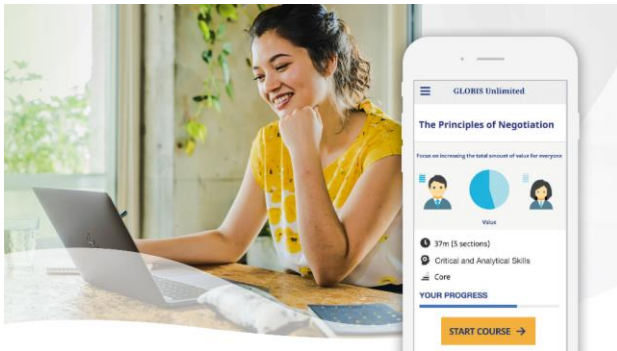 GLOBIS Unlimited
The Principles of Negotiation
Focus on increasing the total amount of value for everyone
Value
37m (5 sections)
Critical and Analytical Skills
Core
YOUR PROGRESS
START COURSE →